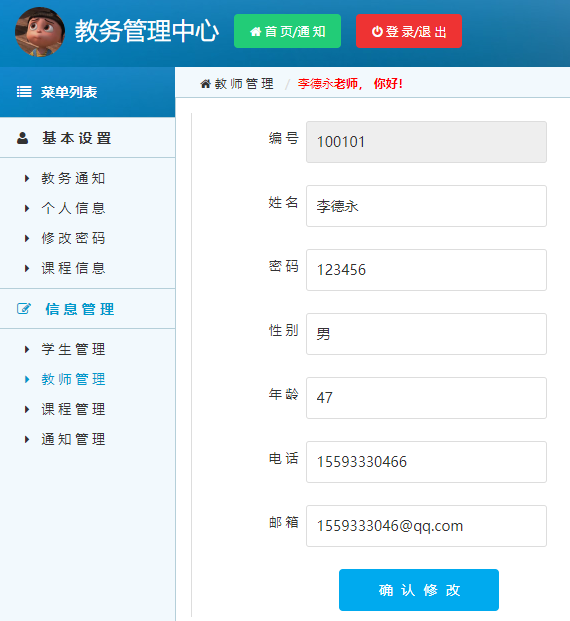 教务管理中心 首页/通知 登录/退出
菜单列表
教师管理 / 李德永老师， 你好!
基本设置
教务通知
个人信息
修改密码
课程信息
信息管理
学生管理
教师管理
课程管理
通知管理
编号 100101
姓名 李德永
密码 123456
性别 男
年龄 47
电话 15593330466
邮箱 1559333046@qq.com
确认修改